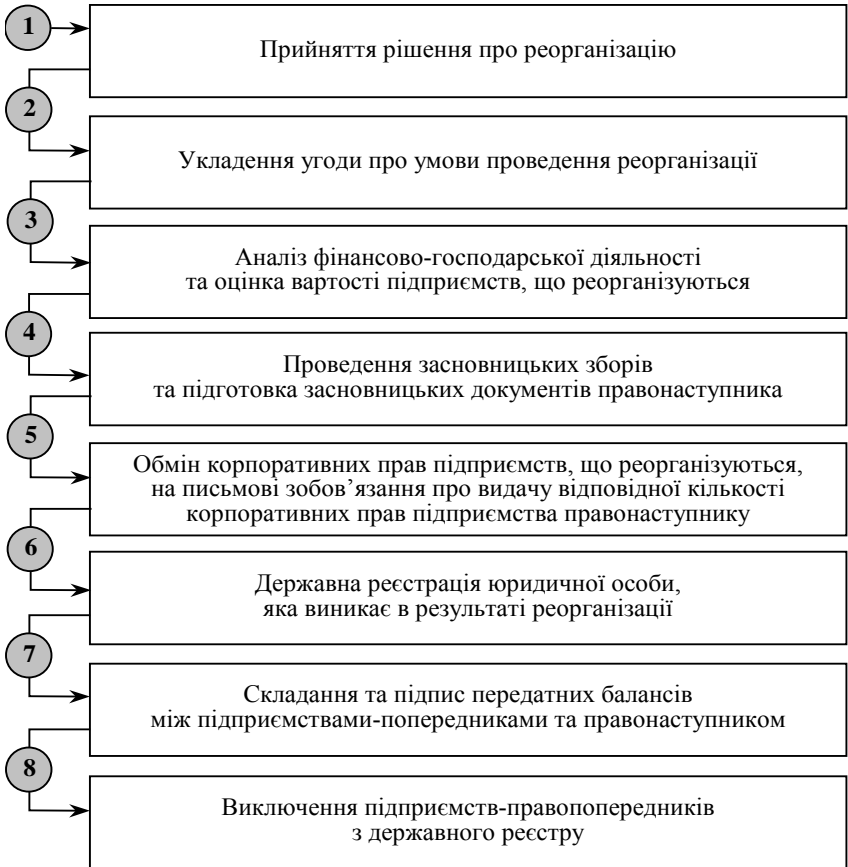 1
Прийняття рішення про реорганізацію
2
Укладення угоди про умови проведення реорганізації
3
Аналіз фінансово-господарської діяльності
та оцінка вартості підприємств, що реорганізуються
4
Проведення засновницьких зборів
та підготовка засновницьких документів правонаступника
5
Обмін корпоративних прав підприємств, що реорганізуються,
на письмові зобов’язання про видачу відповідної кількості
корпоративних прав підприємства правонаступнику
6
Державна реєстрація юридичної особи,
яка виникає в результаті реорганізації
7
Складання та підпис передатних балансів
між підприємствами-попередниками та правонаступником
8
Виключення підприємств-правопопередників
з державного реєстру